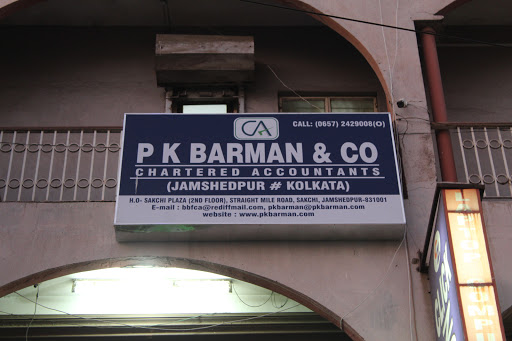 CA
CALL: (0657) 2429008(O)
P K BARMAN & CO
CHARTERED ACCOUNTANTS
(JAMSHEDPUR # KOLKATA)
H.O- SAKCHI PLAZA (2ND FLOOR), STRAIGHT MILE ROAD, SAKCHI, JAMSHEDPUR-831001
E-mail : bbfca@rediffmail.com, pkbarman@pkbarman.com
website : www.pkbarman.com